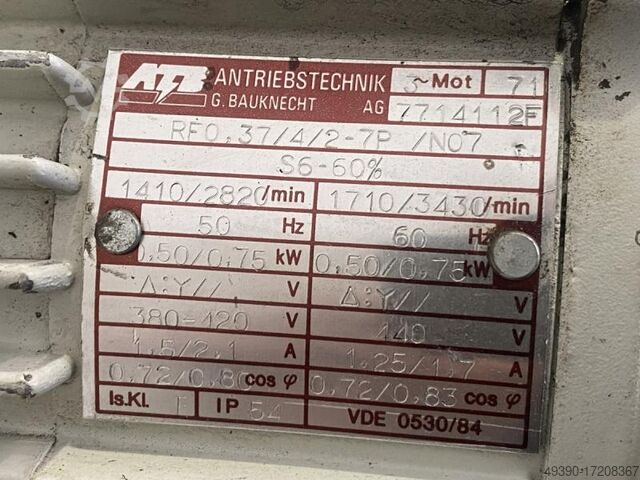 ATB ANTRIEBSTECHNIK 3~Mot 71
G. BAUKNECHT AG 7714112F
RF0,37/4/2-7P /N07
S6-60%
1410/2820/min 1710/3430/min
50 Hz 60 Hz
0,50/0,75 kW 0,50/0,75 kW
Δ:Y// V Δ:Y// V
380-420 V 440 V
1,5/2,1 A 1,25/1,7 A
0,72/0,80 cos φ 0,72/0,83 cos φ
Is.Kl. F IP 54 VDE 0530/84
49390-17208367